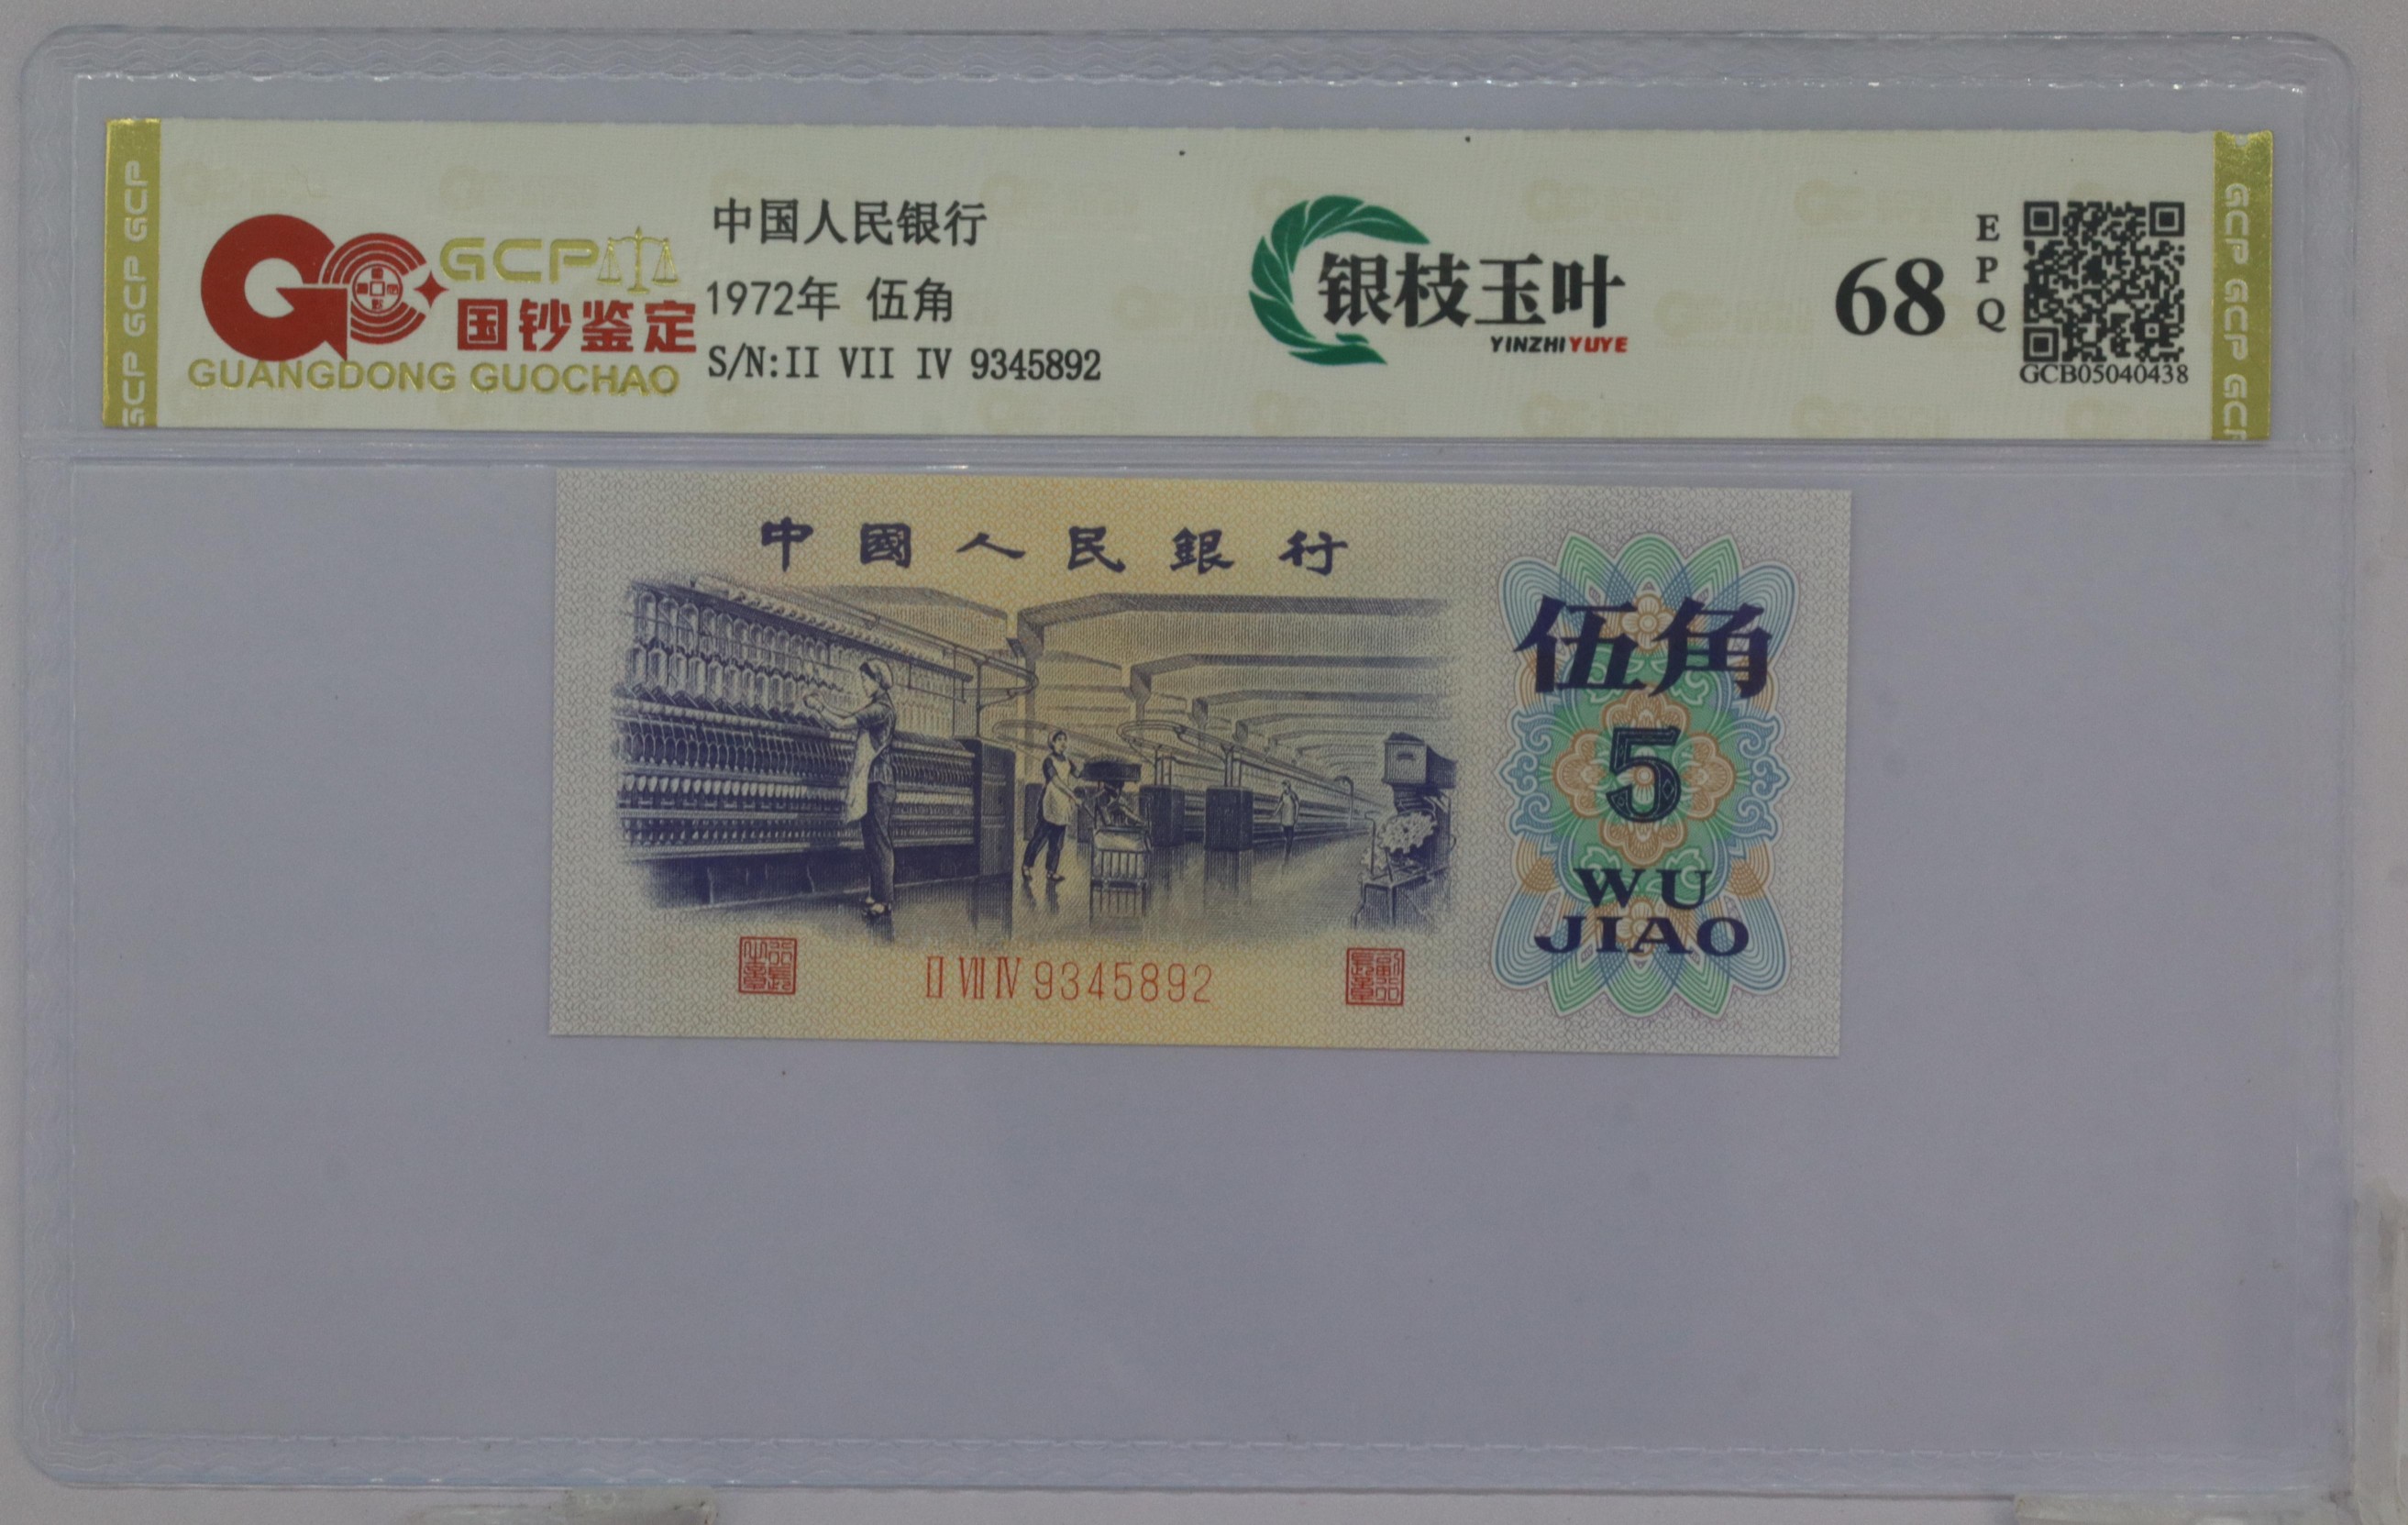 GCP
国钞鉴定
GUANGDONG GUOCHAO
中国人民银行
1972年 伍角
S/N:II VII IV 9345892
银枝玉叶
YINZHIYUYE
68
EPQ
GCB05040438
GCP GCP GCP
GCP GCP GCP
中國人民銀行
伍角
5
WU
JIAO
II VII IV 9345892